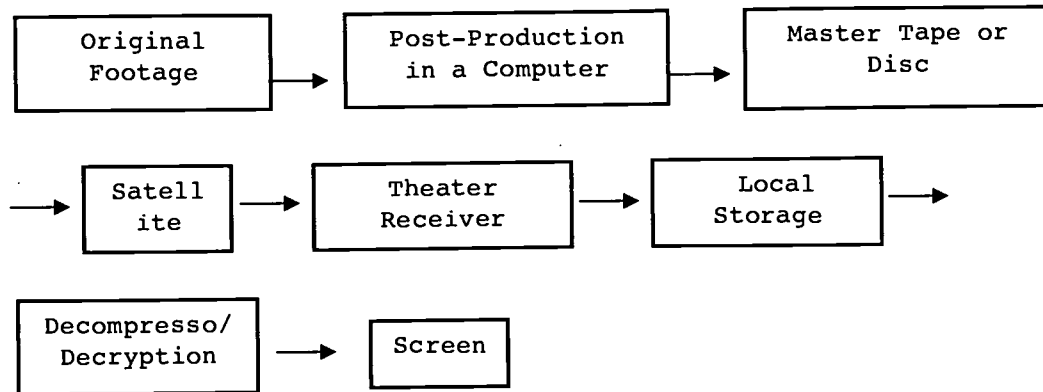 Original
Footage
Post-Production
in a Computer
Master Tape or
Disc
Satell
ite
Theater
Receiver
Local
Storage
Decompresso/
Decryption
Screen